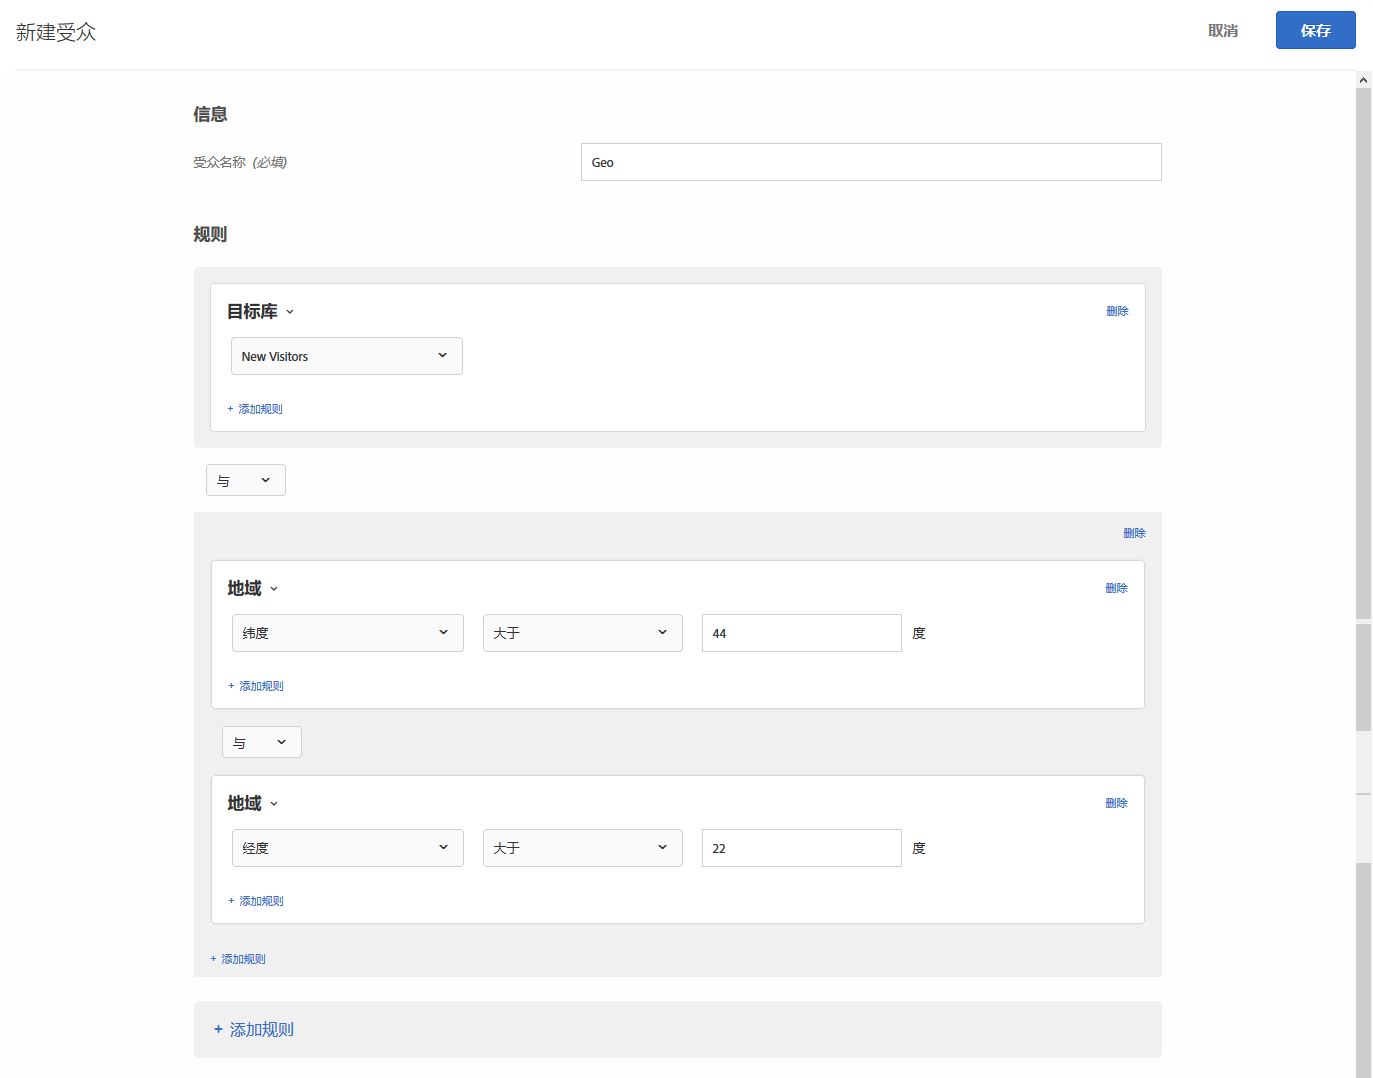 新建受众
取消
保存
信息
受众名称 (必填)
Geo
规则
目标库
删除
New Visitors
+ 添加规则
与
删除
地域
删除
纬度
大于
44
度
+ 添加规则
与
地域
删除
经度
大于
22
度
+ 添加规则
+ 添加规则
+ 添加规则